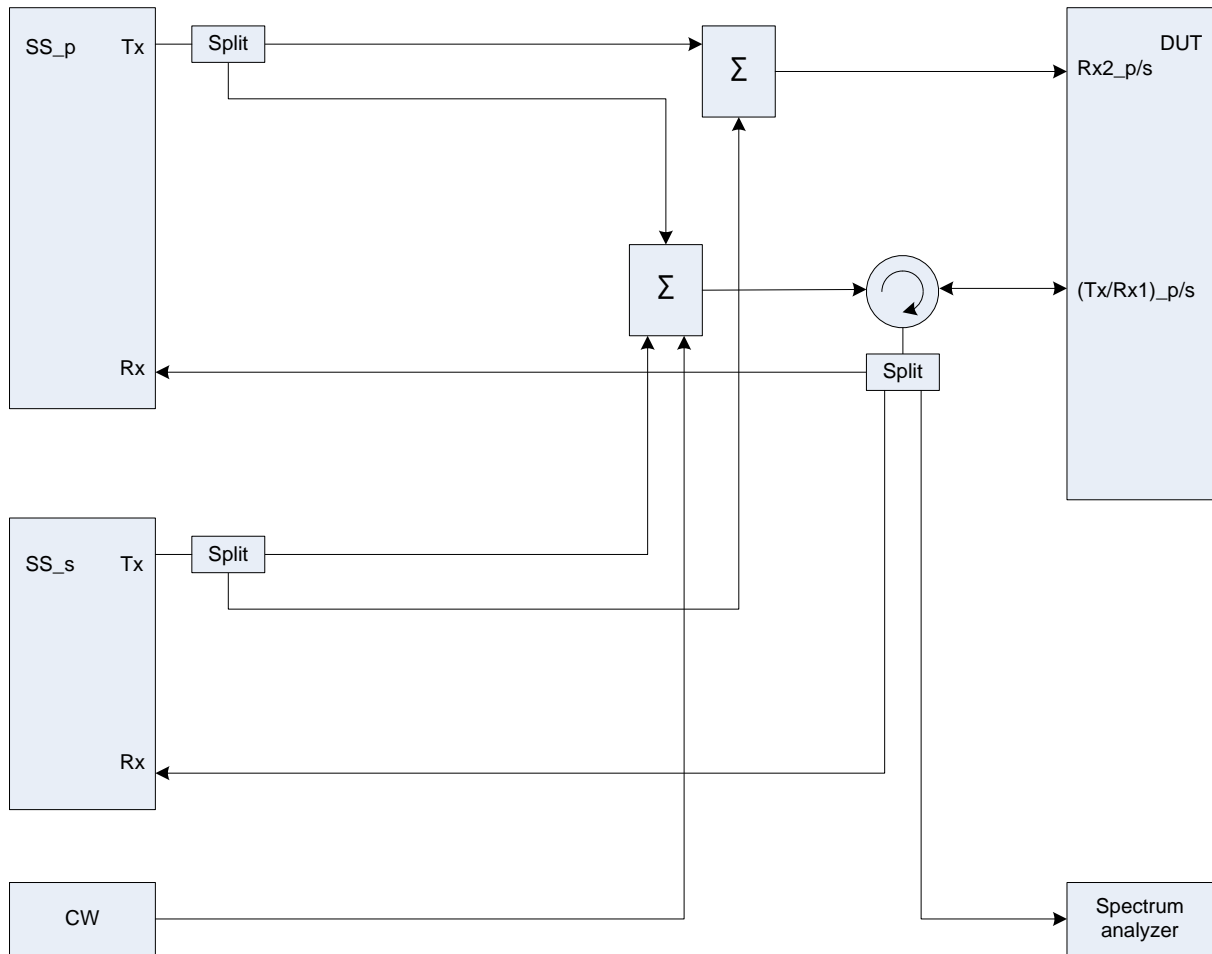 SS_p Tx
Split
Σ
DUT
Rx2_p/s
Σ
(Tx/Rx1)_p/s
Rx
Split
SS_s Tx
Split
Rx
CW
Spectrum
analyzer